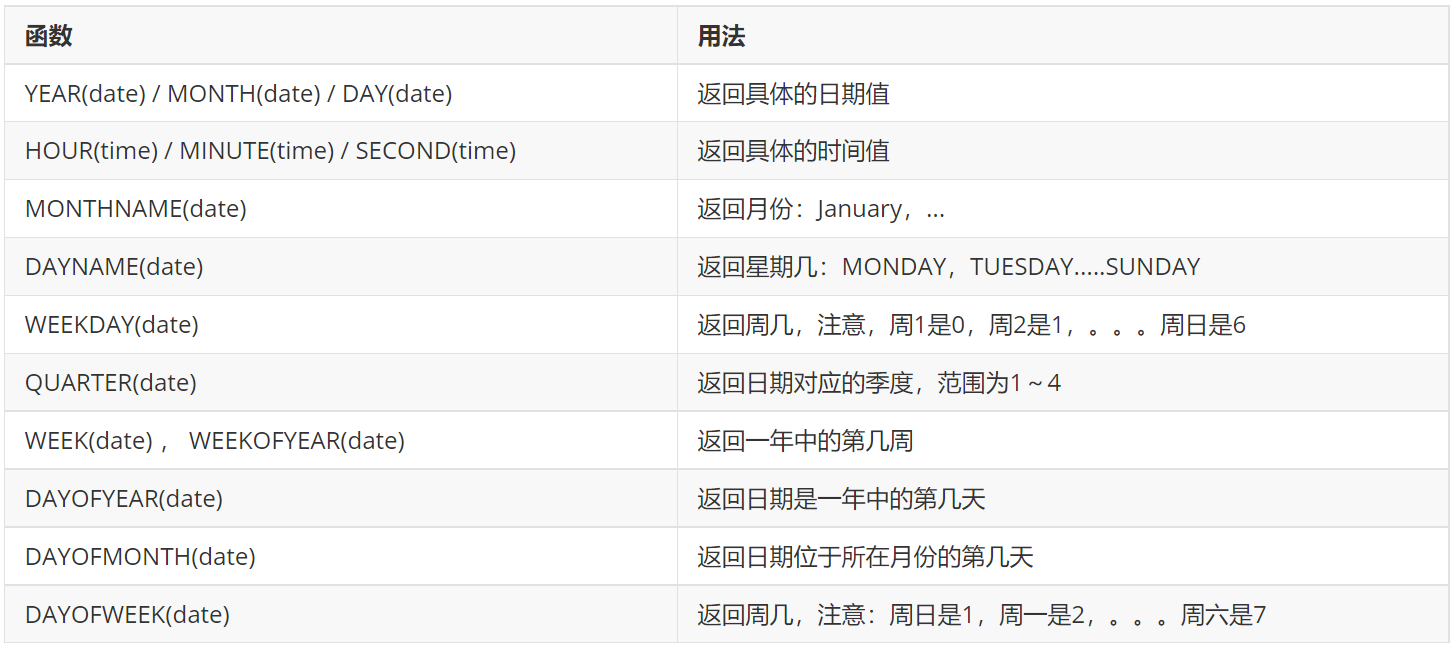 函数 用法
YEAR(date) / MONTH(date) / DAY(date) 返回具体的日期值
HOUR(time) / MINUTE(time) / SECOND(time) 返回具体的时间值
MONTHNAME(date) 返回月份：January，...
DAYNAME(date) 返回星期几：MONDAY，TUESDAY.....SUNDAY
WEEKDAY(date) 返回周几，注意，周1是0，周2是1，。。。周日是6
QUARTER(date) 返回日期对应的季度，范围为1～4
WEEK(date) ， WEEKOFYEAR(date) 返回一年中的第几周
DAYOFYEAR(date) 返回日期是一年中的第几天
DAYOFMONTH(date) 返回日期位于所在月份的第几天
DAYOFWEEK(date) 返回周几，注意：周日是1，周一是2，。。。周六是7